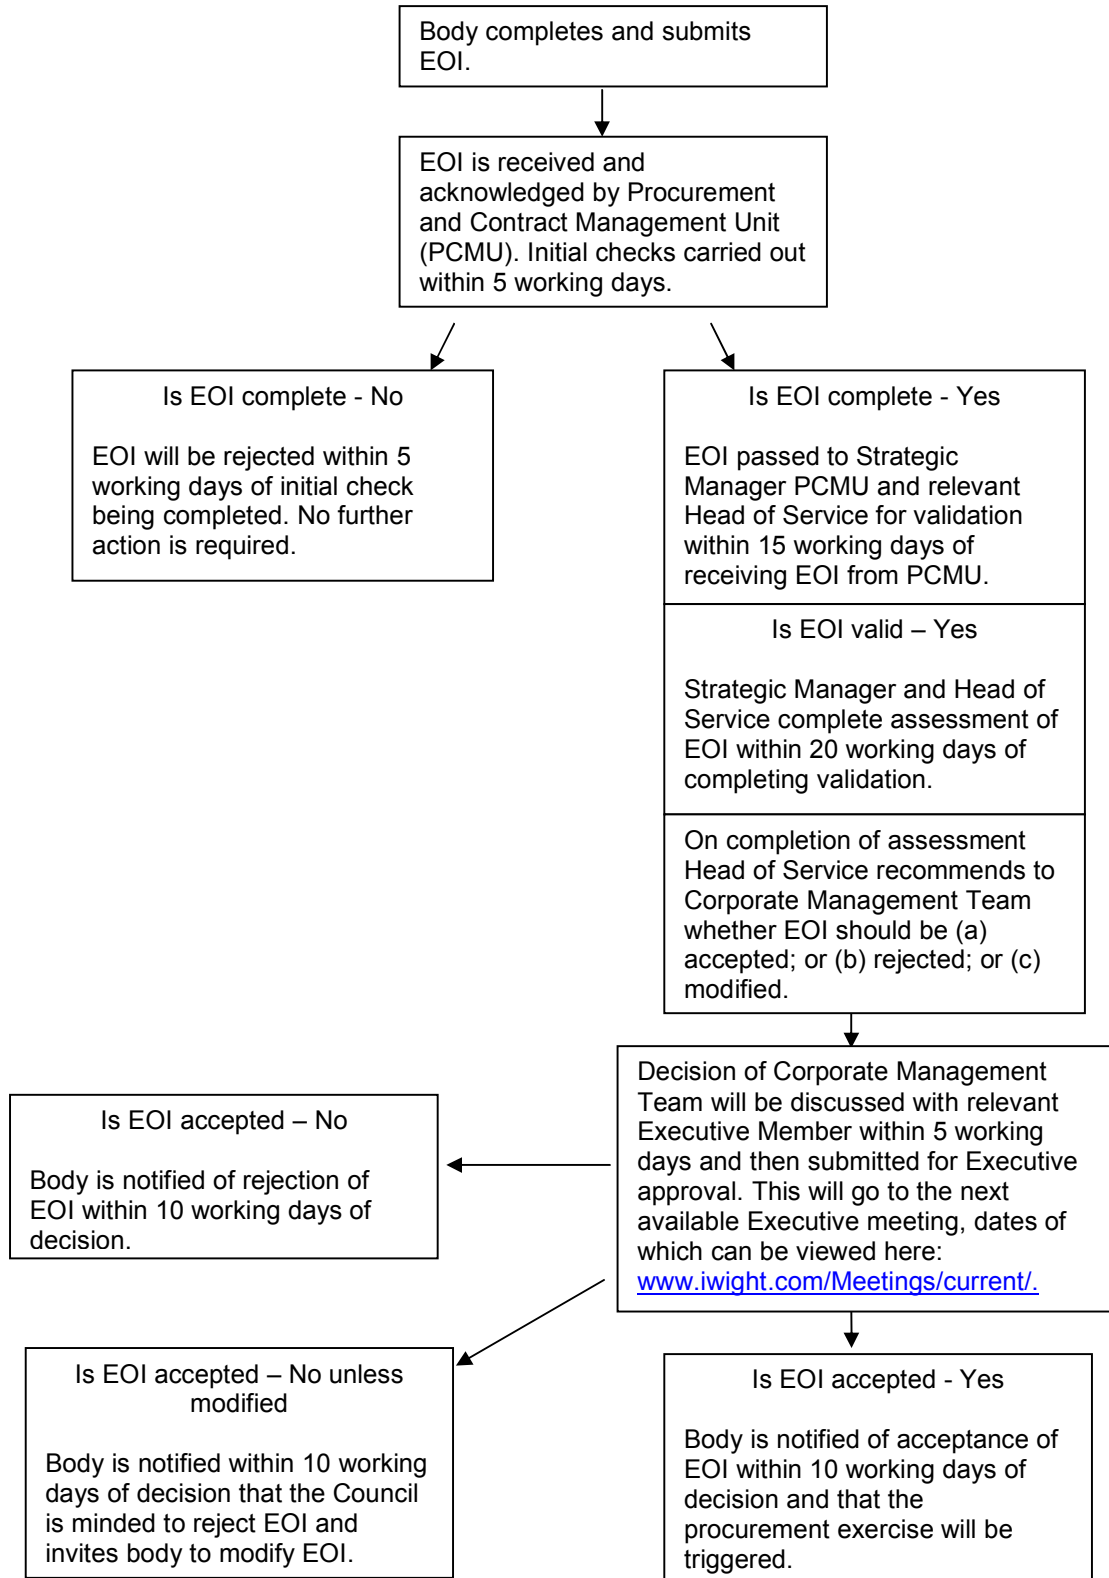 Body completes and submits
EOI.
EOI is received and
acknowledged by Procurement
and Contract Management Unit
(PCMU). Initial checks carried out
within 5 working days.
Is EOI complete - No
EOI will be rejected within 5
working days of initial check
being completed. No further
action is required.
Is EOI complete - Yes
EOI passed to Strategic
Manager PCMU and relevant
Head of Service for validation
within 15 working days of
receiving EOI from PCMU.
Is EOI valid – Yes
Strategic Manager and Head of
Service complete assessment of
EOI within 20 working days of
completing validation.
On completion of assessment
Head of Service recommends to
Corporate Management Team
whether EOI should be (a)
accepted; or (b) rejected; or (c)
modified.
Decision of Corporate Management
Team will be discussed with relevant
Executive Member within 5 working
days and then submitted for Executive
approval. This will go to the next
available Executive meeting, dates of
which can be viewed here:
www.iwight.com/Meetings/current/.
Is EOI accepted – No
Body is notified of rejection of
EOI within 10 working days of
decision.
Is EOI accepted – No unless
modified
Body is notified within 10 working
days of decision that the Council
is minded to reject EOI and
invites body to modify EOI.
Is EOI accepted - Yes
Body is notified of acceptance of
EOI within 10 working days of
decision and that the
procurement exercise will be
triggered.